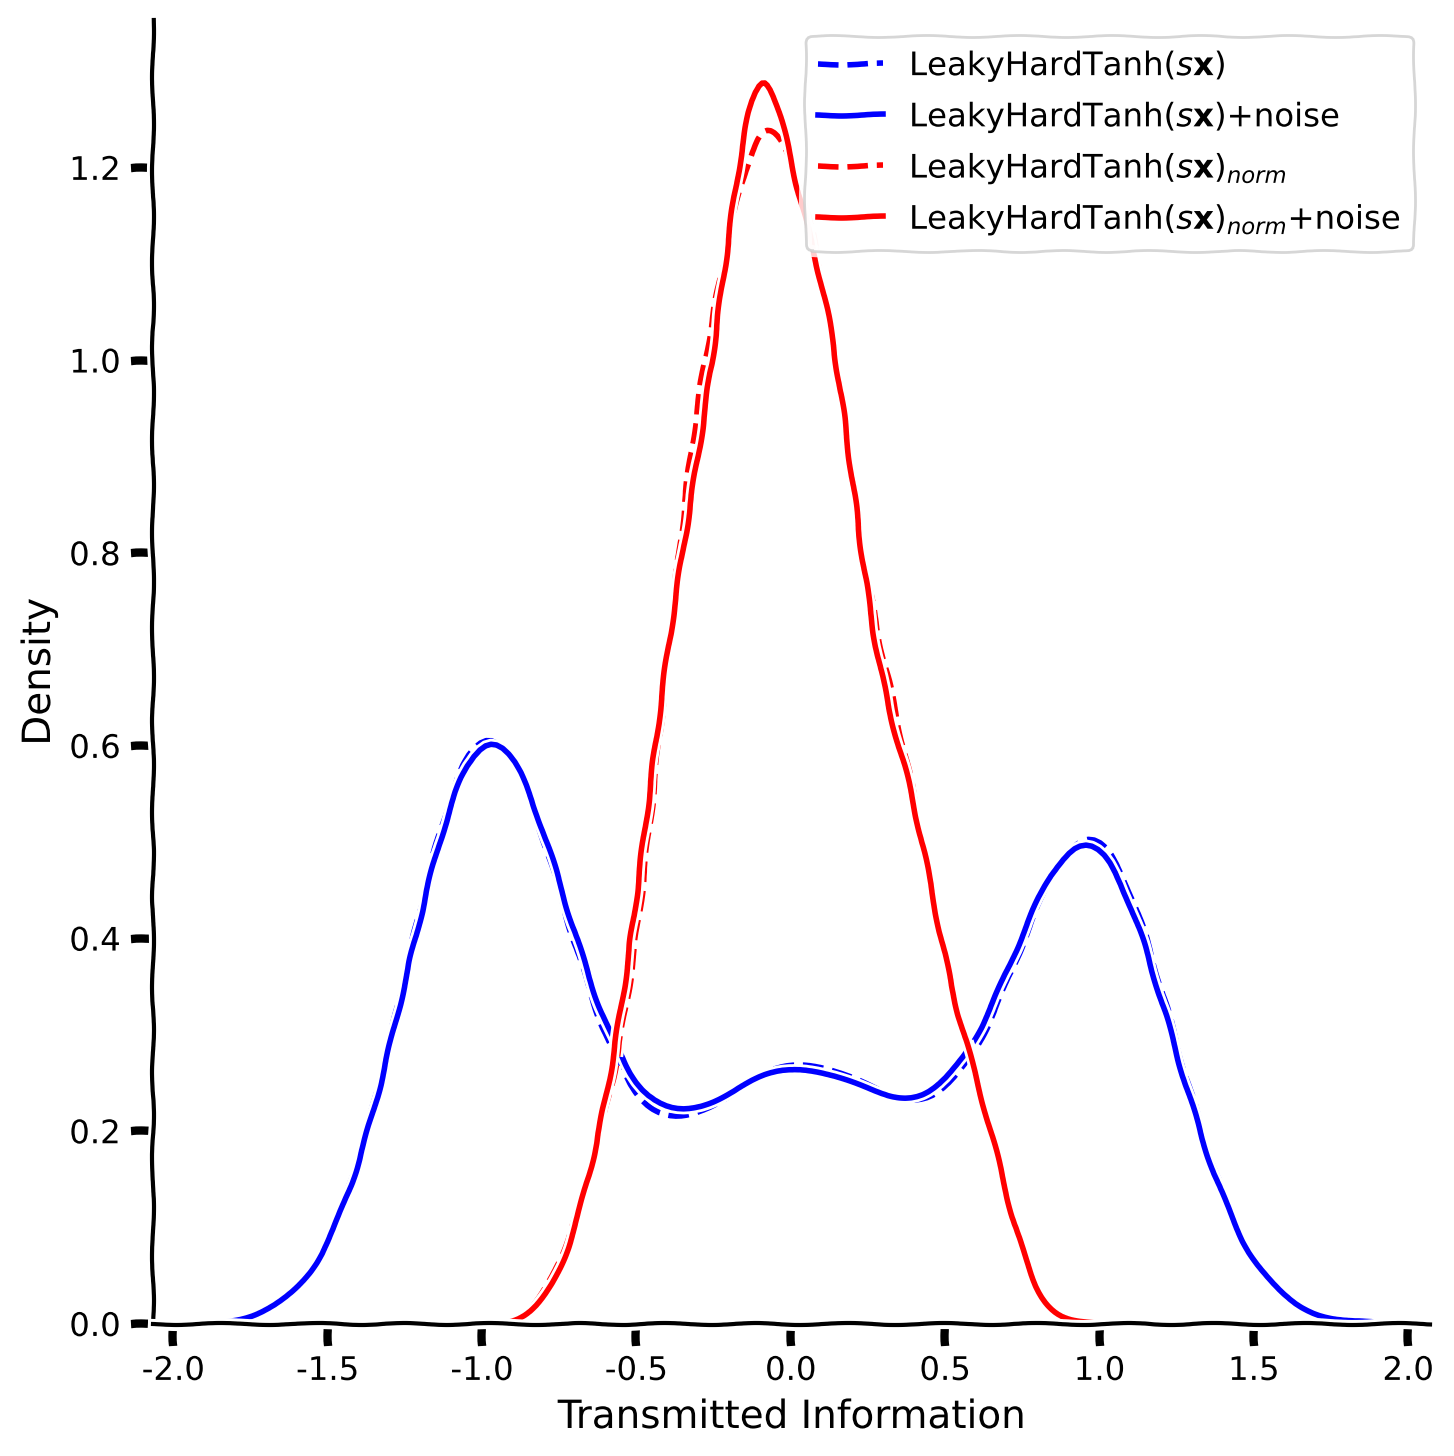 LeakyHardTanh(sx)
LeakyHardTanh(sx)+noise
LeakyHardTanh(sx)norm
LeakyHardTanh(sx)norm+noise
1.2
1.0
0.8
0.6
0.4
0.2
0.0
Density
-2.0 -1.5 -1.0 -0.5 0.0 0.5 1.0 1.5 2.0
Transmitted Information